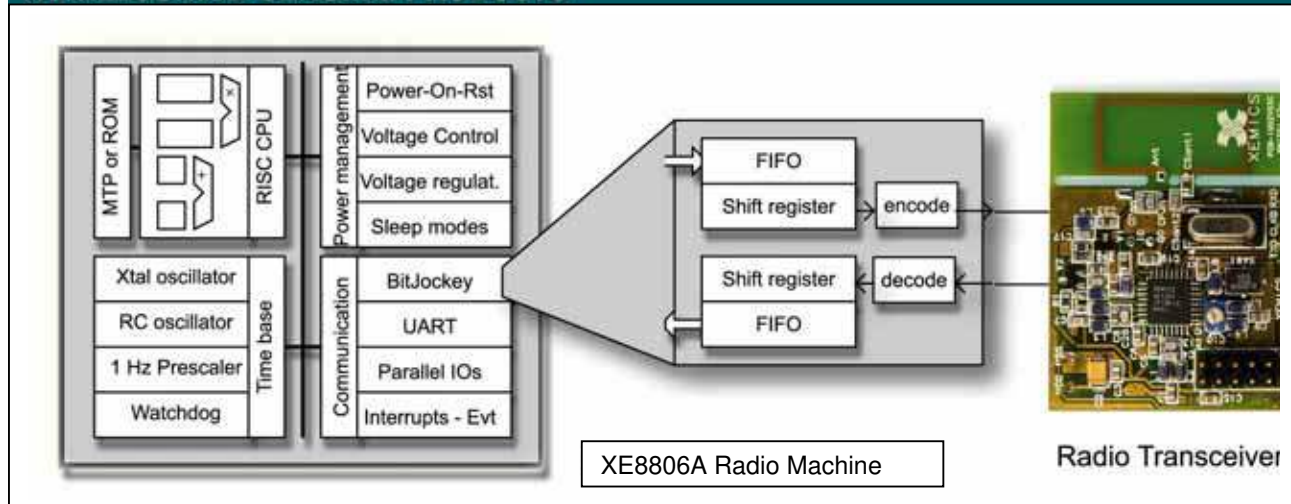 MTP or ROM
RISC CPU
Power management
Power-On-Rst
Voltage Control
Voltage regulat.
Sleep modes
Xtal oscillator
RC oscillator
1 Hz Prescaler
Watchdog
Time base
Communication
BitJockey
UART
Parallel IOs
Interrupts - Evt
FIFO
Shift register
encode
Shift register
decode
FIFO
XEMICS
Ant
XE8806A Radio Machine
Radio Transceiver